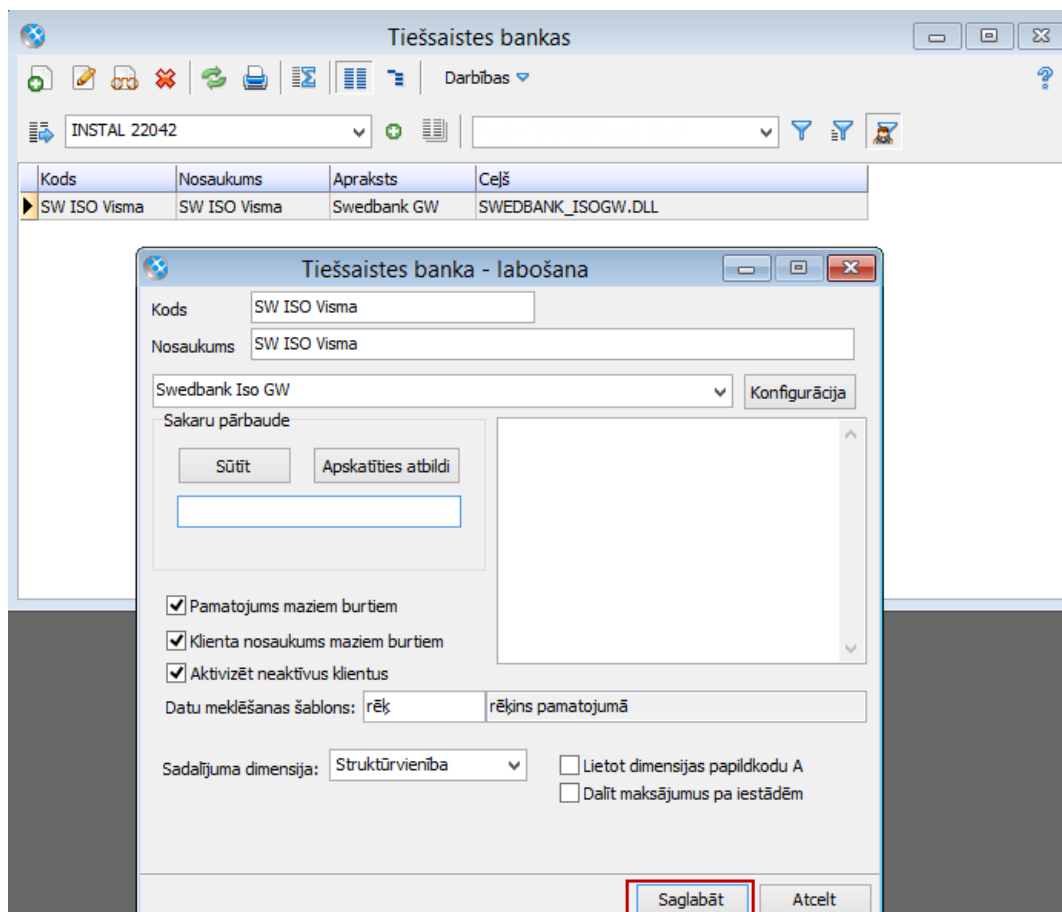 Tiešsaistes bankas
Darbības
INSTAL 22042
Kods Nosaukums Apraksts Ceļš
SW ISO Visma SW ISO Visma Swedbank GW SWEDBANK_ISOGW.DLL
Tiešsaistes banka - labošana
Kods SW ISO Visma
Nosaukums SW ISO Visma
Swedbank Iso GW Konfigurācija
Sakaru pārbaude
Sūtīt Apskatīties atbildi
Pamatojums maziem burtiem
Klienta nosaukums maziem burtiem
Aktivizēt neaktīvus klientus
Datu meklēšanas šablons: rēķ rēķins pamatojumā
Sadalījuma dimensija: Struktūrvienība Lietot dimensijas papildkodu A
Dalīt maksājumus pa iestādēm
Saglabāt Atcelt